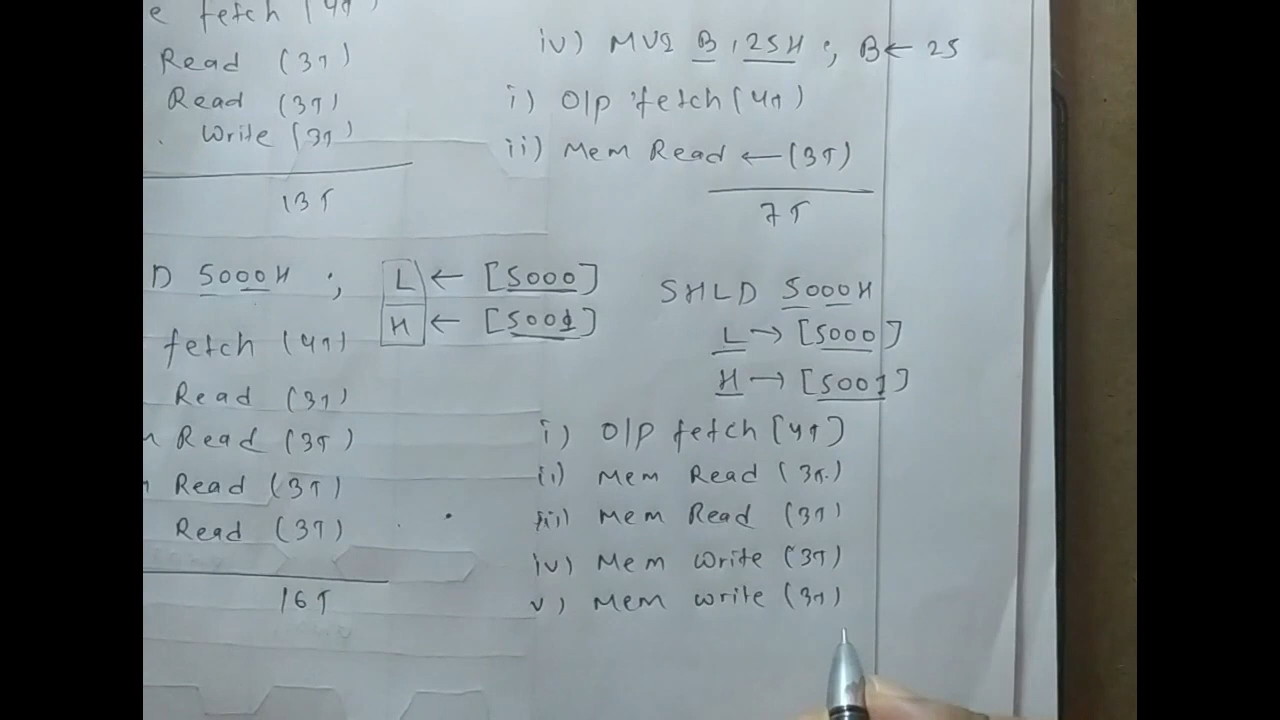 e fetch (4T)
Read (3T)
Read (3T)
Write (3T)
13T
D 5000H ; L ← [5000]
H ← [5001]
fetch (4T)
Read (3T)
Read (3T)
Read (3T)
Read (3T)
16T
iv) MVI B, 25H ; B ← 25
i) O/p fetch (4T)
ii) Mem Read ← (3T)
7T
SHLD 5000H
L → [5000]
H → [5001]
i) O/p fetch [4T)
ii) Mem Read (3T)
iii) Mem Read (3T)
iv) Mem Write (3T)
v) Mem write (3T)